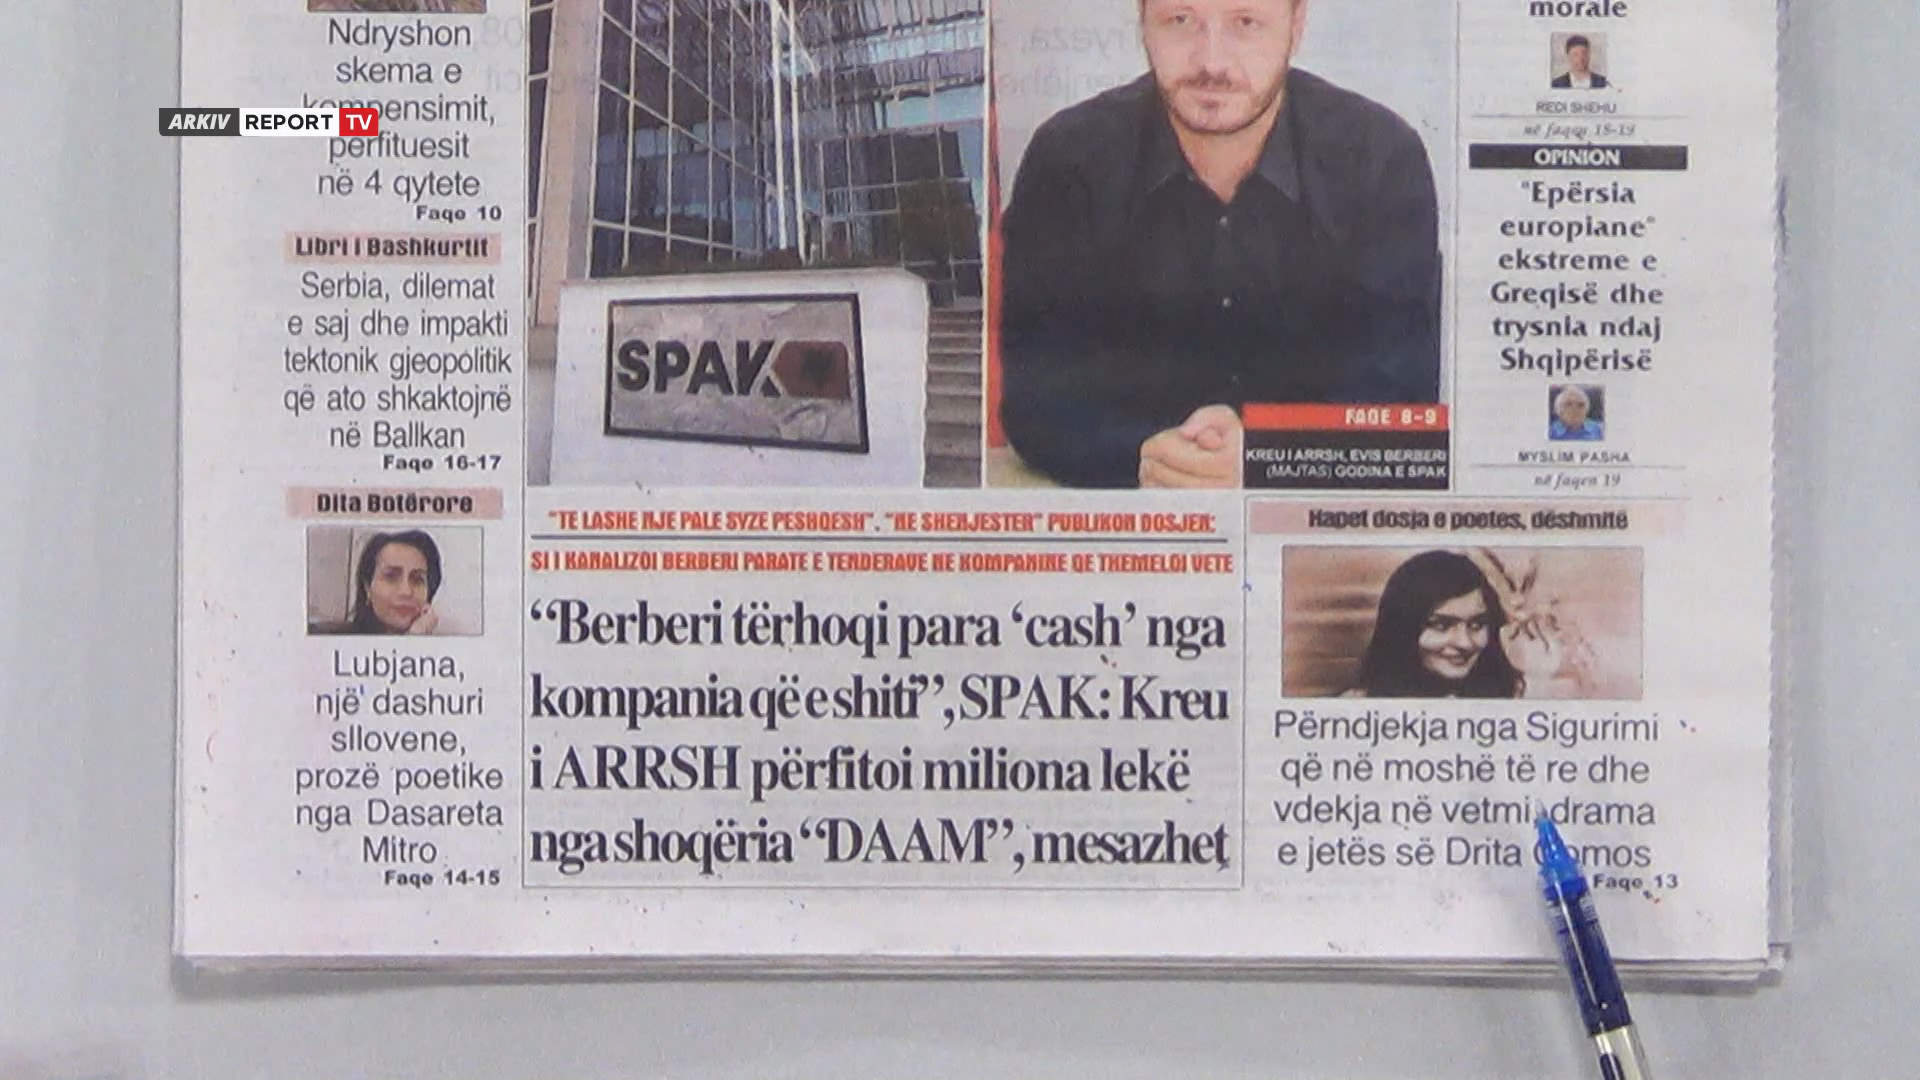 ARKIV REPORT TV
Ndryshon
skema e
kompensimit,
përfituesit
në 4 qytete
Faqe 10
Libri i Bashkurtit
Serbia, dilemat
e saj dhe impakti
tektonik gjeopolitik
që ato shkaktojnë
në Ballkan
Faqe 16-17
Dita Botërore
Lubjana,
një dashuri
sllovene,
prozë poetike
nga Dasareta
Mitro
Faqe 14-15
SPAK
FAQE 8-9
KREU I ARRSH, EVIS BERBERI
(MAJTAS) GODINA E SPAK
"TE LASHE NJE PALE SYZE PESHQESH". "NE SHENJESTER" PUBLIKON DOSJEN:
SI I KANALIZOI BERBERI PARATE E TENDERAVE NE KOMPANINE QE THEMELOI VETE
“Berberi tërhoqi para ‘cash’ nga
kompania që e shiti”, SPAK: Kreu
i ARRSH përfitoi miliona lekë
nga shoqëria “DAAM”, mesazhet
morale
REDI SHEHU
në faqen 18-19
OPINION
"Epërsia
europiane"
ekstreme e
Greqisë dhe
trysnia ndaj
Shqipërisë
MYSLIM PASHA
në faqen 19
Hapet dosja e poetes, dëshmitë
Përndjekja nga Sigurimi
që në moshë të re dhe
vdekja në vetmi, drama
e jetës së Drita
Faqe 13